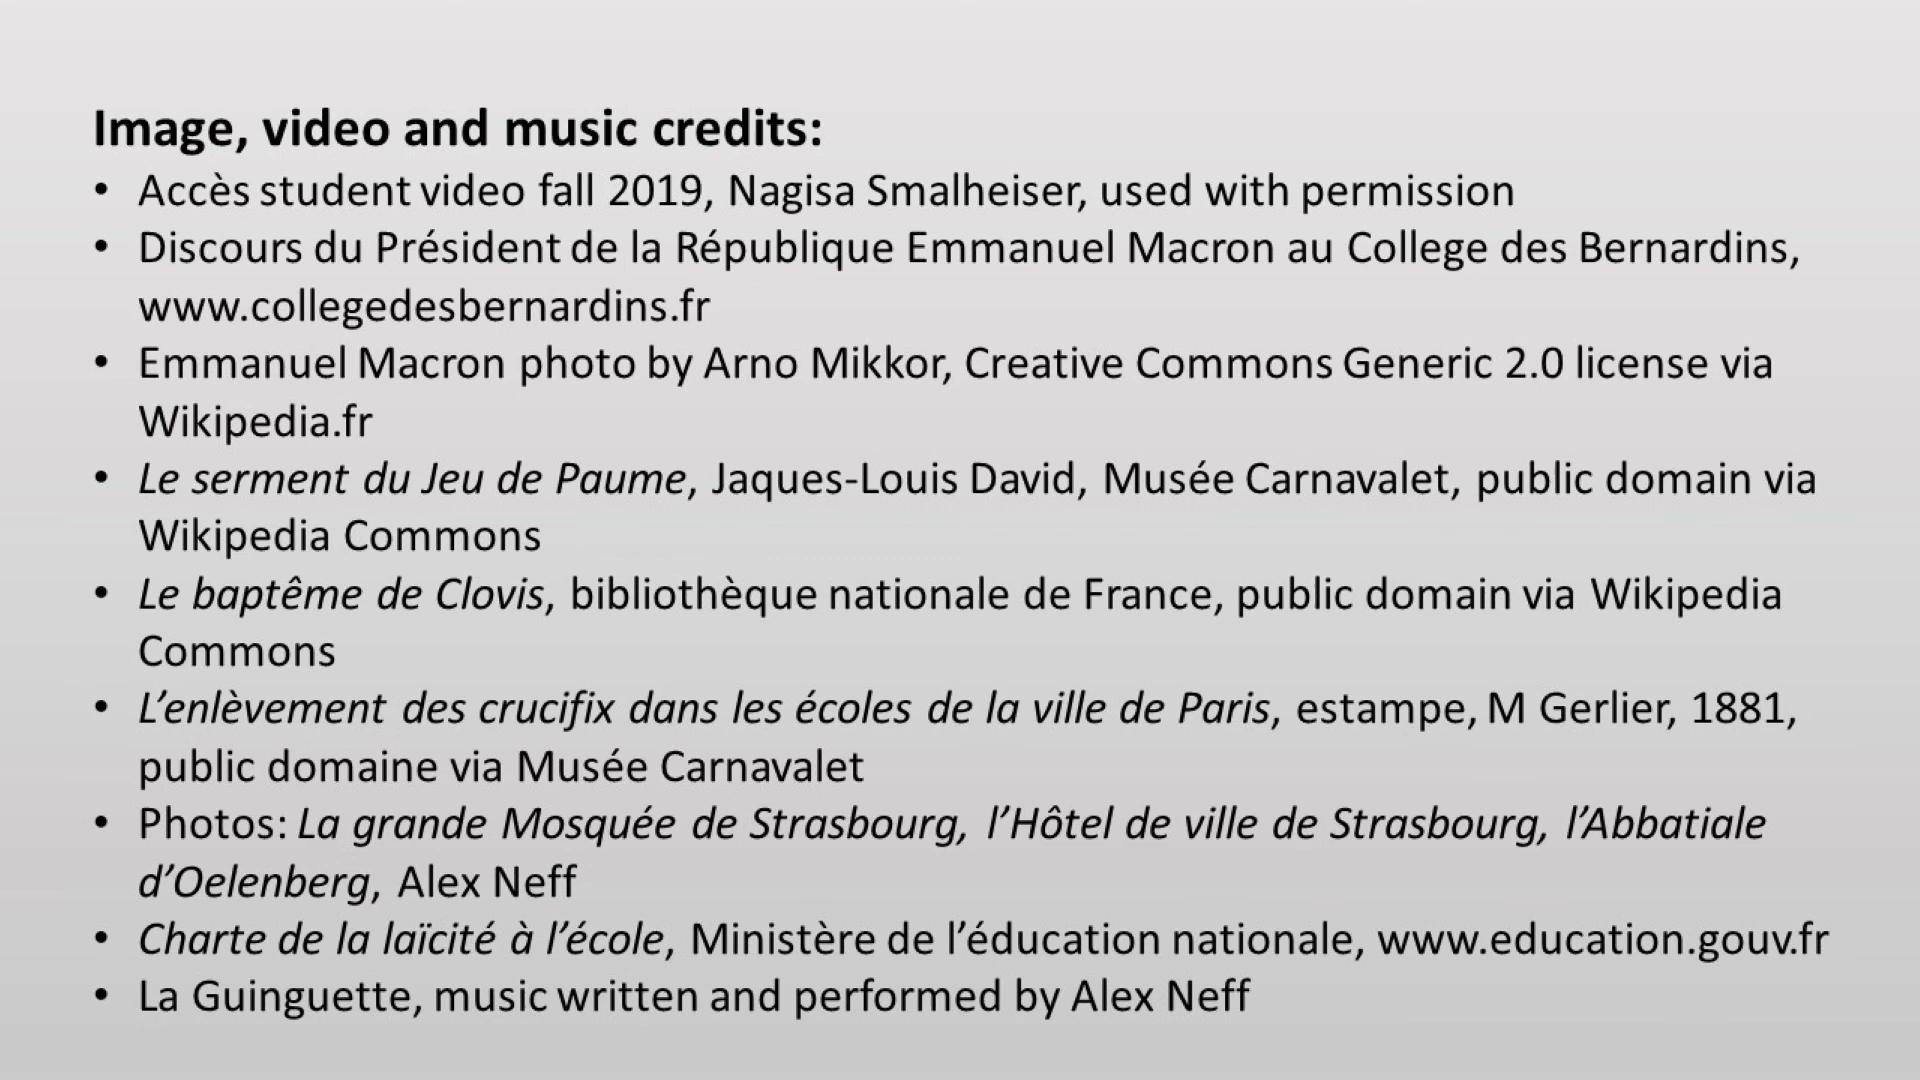 Image, video and music credits:
• Accès student video fall 2019, Nagisa Smalheiser, used with permission
• Discours du Président de la République Emmanuel Macron au College des Bernardins,
www.collegedesbernardins.fr
• Emmanuel Macron photo by Arno Mikkor, Creative Commons Generic 2.0 license via
Wikipedia.fr
• Le serment du Jeu de Paume, Jaques-Louis David, Musée Carnavalet, public domain via
Wikipedia Commons
• Le baptême de Clovis, bibliothèque nationale de France, public domain via Wikipedia
Commons
• L’enlèvement des crucifix dans les écoles de la ville de Paris, estampe, M Gerlier, 1881,
public domaine via Musée Carnavalet
• Photos: La grande Mosquée de Strasbourg, l’Hôtel de ville de Strasbourg, l’Abbatiale
d’Oelenberg, Alex Neff
• Charte de la laïcité à l’école, Ministère de l’éducation nationale, www.education.gouv.fr
• La Guinguette, music written and performed by Alex Neff